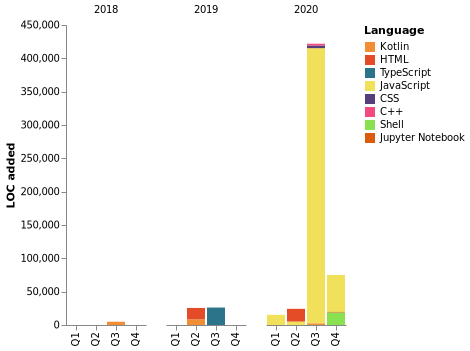 2018 2019 2020
450,000
400,000
350,000
300,000
250,000
200,000
150,000
100,000
50,000
0
LOC added
Q1 Q2 Q3 Q4 Q1 Q2 Q3 Q4 Q1 Q2 Q3 Q4
Language
Kotlin
HTML
TypeScript
JavaScript
CSS
C++
Shell
Jupyter Notebook